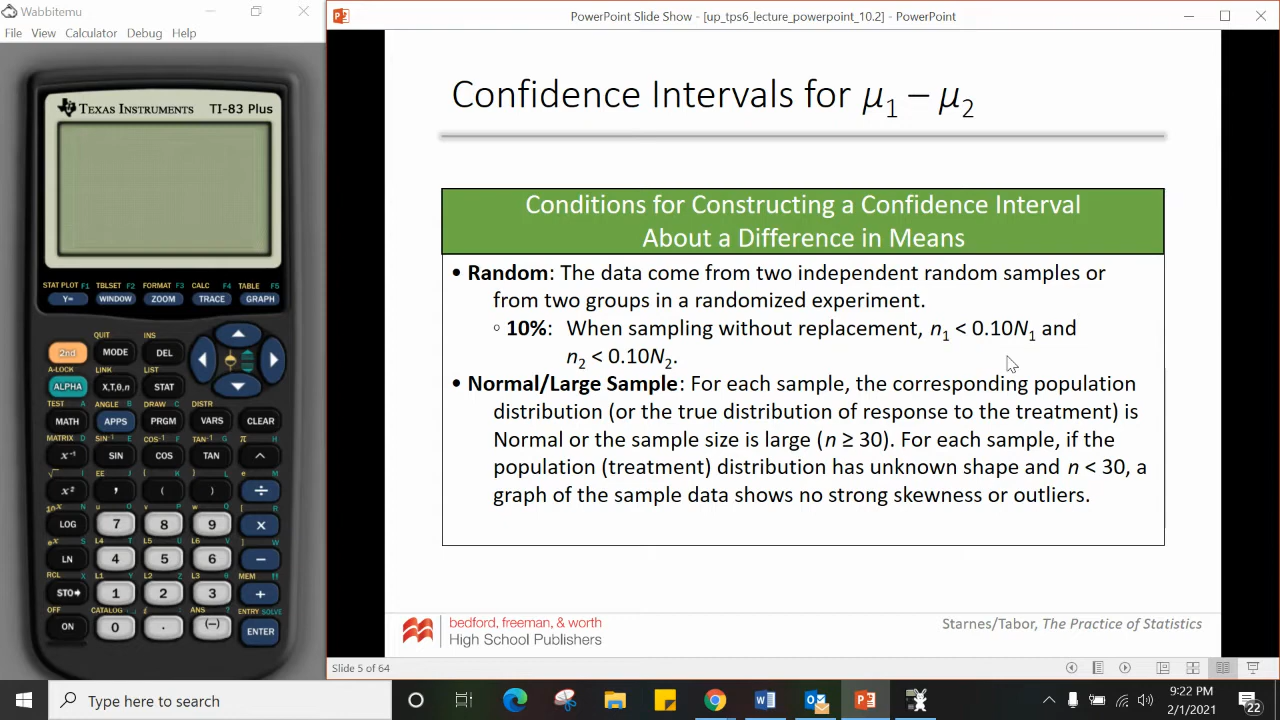 Wabbitemu
File View Calculator Debug Help
TEXAS INSTRUMENTS TI-83 Plus
STAT PLOT F1 TBLSET F2 FORMAT F3 CALC F4 TABLE F5
Y= WINDOW ZOOM TRACE GRAPH
QUIT INS
2nd MODE DEL
A-LOCK LINK LIST
ALPHA X,T,θ,n STAT
TEST A ANGLE B DRAW C DISTR
MATH APPS PRGM VARS CLEAR
MATRIX D SIN⁻¹ E COS⁻¹ F TAN⁻¹ G π H
x⁻¹ SIN COS TAN ^
√ I EE J { K } L e M
x² , ( ) ÷
10ˣ N u O v P w Q [ R
LOG 7 8 9 ×
eˣ S L4 T L5 U L6 V ] W
LN 4 5 6 −
RCL X L1 Y L2 Z L3 θ MEM "
STO➔ 1 2 3 +
OFF CATALOG i : ANS ? ENTRY SOLVE
ON 0 . (−) ENTER
PowerPoint Slide Show - [up_tps6_lecture_powerpoint_10.2] - PowerPoint
Confidence Intervals for μ₁ – μ₂
Conditions for Constructing a Confidence Interval
About a Difference in Means
• Random: The data come from two independent random samples or
from two groups in a randomized experiment.
◦ 10%: When sampling without replacement, n₁ < 0.10N₁ and
n₂ < 0.10N₂.
• Normal/Large Sample: For each sample, the corresponding population
distribution (or the true distribution of response to the treatment) is
Normal or the sample size is large (n ≥ 30). For each sample, if the
population (treatment) distribution has unknown shape and n < 30, a
graph of the sample data shows no strong skewness or outliers.
bedford, freeman, & worth
High School Publishers
Starnes/Tabor, The Practice of Statistics
Slide 5 of 64
Type here to search
9:22 PM
2/1/2021
22